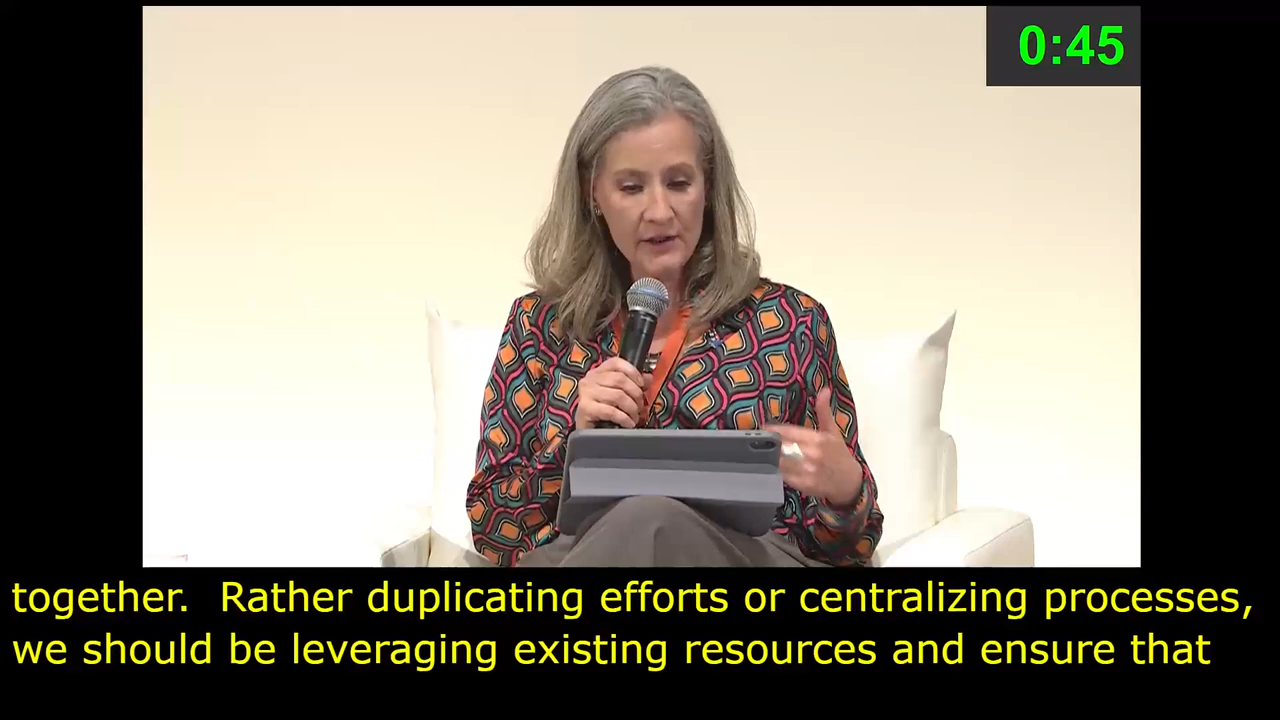 0:45
together.  Rather duplicating efforts or centralizing processes,
we should be leveraging existing resources and ensure that